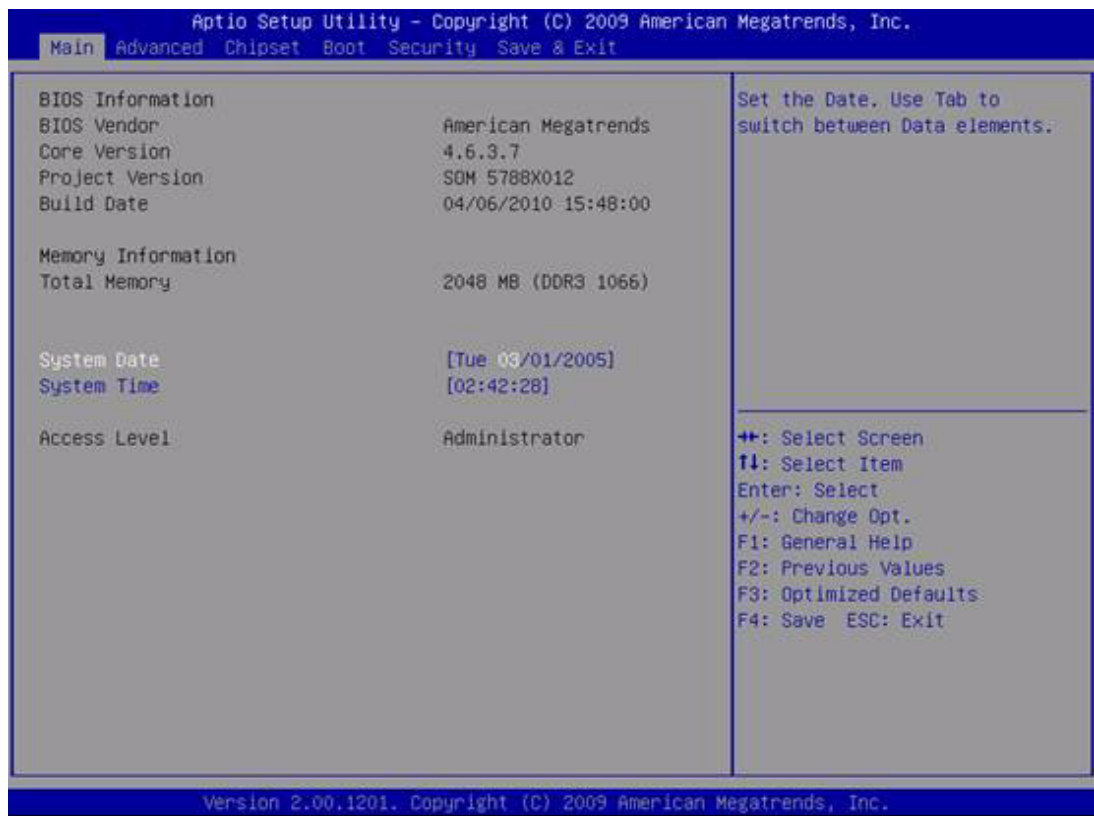 Aptio Setup Utility – Copyright (C) 2009 American Megatrends, Inc.
Main Advanced Chipset Boot Security Save & Exit
BIOS Information
BIOS Vendor American Megatrends
Core Version 4.6.3.7
Project Version SOM 5788X012
Build Date 04/06/2010 15:48:00
Memory Information
Total Memory 2048 MB (DDR3 1066)
System Date [Tue 03/01/2005]
System Time [02:42:28]
Access Level Administrator
Set the Date. Use Tab to
switch between Data elements.
→←: Select Screen
↑↓: Select Item
Enter: Select
+/-: Change Opt.
F1: General Help
F2: Previous Values
F3: Optimized Defaults
F4: Save ESC: Exit
Version 2.00.1201. Copyright (C) 2009 American Megatrends, Inc.